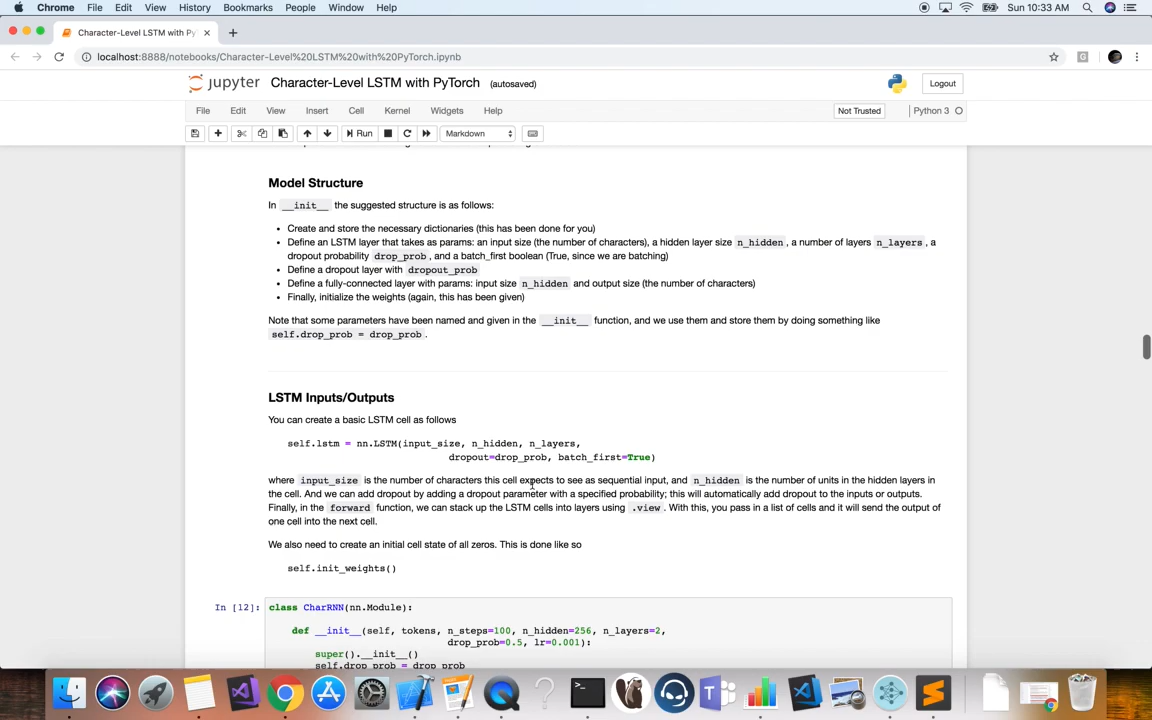 Chrome File Edit View History Bookmarks People Window Help Sun 10:33 AM
Character-Level LSTM with Py
localhost:8888/notebooks/Character-Level%20LSTM%20with%20PyTorch.ipynb
jupyter Character-Level LSTM with PyTorch (autosaved) Logout
File Edit View Insert Cell Kernel Widgets Help Not Trusted Python 3
Run Markdown
Model Structure
In __init__ the suggested structure is as follows:
• Create and store the necessary dictionaries (this has been done for you)
• Define an LSTM layer that takes as params: an input size (the number of characters), a hidden layer size n_hidden, a number of layers n_layers, a
dropout probability drop_prob, and a batch_first boolean (True, since we are batching)
• Define a dropout layer with dropout_prob
• Define a fully-connected layer with params: input size n_hidden and output size (the number of characters)
• Finally, initialize the weights (again, this has been given)
Note that some parameters have been named and given in the __init__ function, and we use them and store them by doing something like
self.drop_prob = drop_prob.
LSTM Inputs/Outputs
You can create a basic LSTM cell as follows
self.lstm = nn.LSTM(input_size, n_hidden, n_layers,
dropout=drop_prob, batch_first=True)
where input_size is the number of characters this cell expects to see as sequential input, and n_hidden is the number of units in the hidden layers in
the cell. And we can add dropout by adding a dropout parameter with a specified probability; this will automatically add dropout to the inputs or outputs.
Finally, in the forward function, we can stack up the LSTM cells into layers using .view. With this, you pass in a list of cells and it will send the output of
one cell into the next cell.
We also need to create an initial cell state of all zeros. This is done like so
self.init_weights()
In [12]: class CharRNN(nn.Module):
def __init__(self, tokens, n_steps=100, n_hidden=256, n_layers=2,
drop_prob=0.5, lr=0.001):
super().__init__()
self.drop_prob = drop_prob